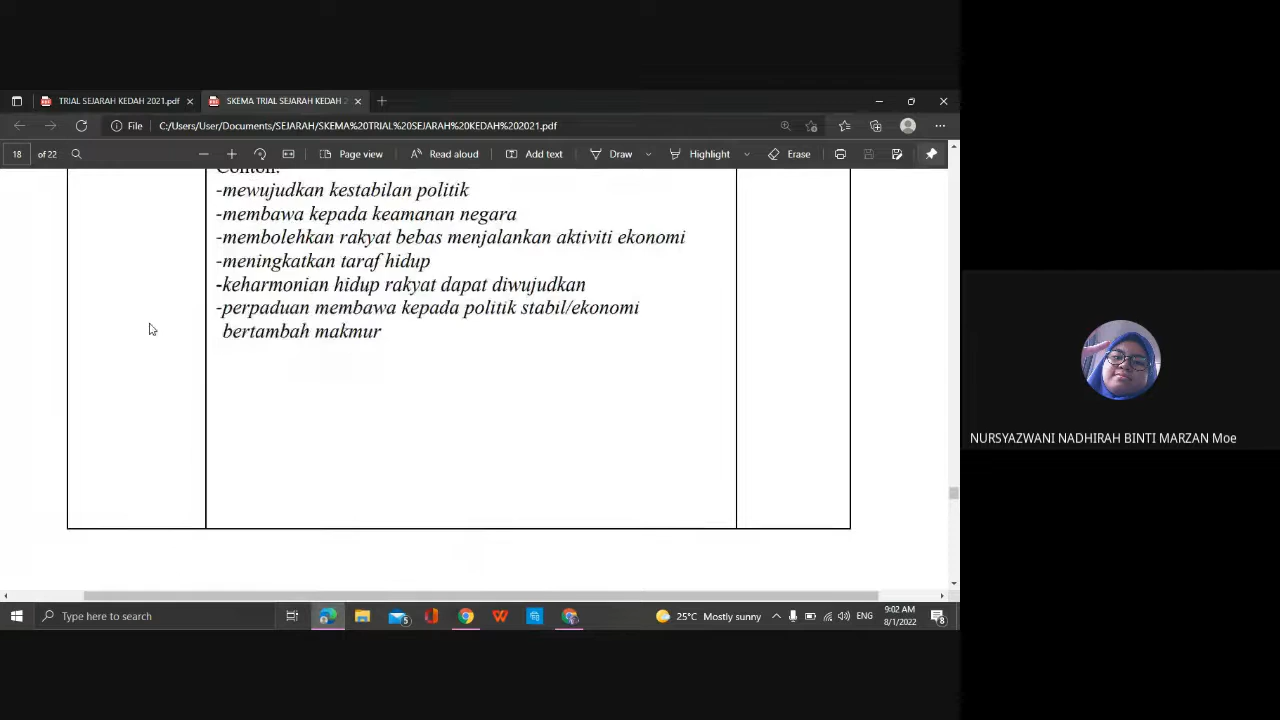 TRIAL SEJARAH KEDAH 2021.pdf
SKEMA TRIAL SEJARAH KEDAH 2
File
C:/Users/User/Documents/SEJARAH/SKEMA%20TRIAL%20SEJARAH%20KEDAH%202021.pdf
18 of 22
Page view
Read aloud
Add text
Draw
Highlight
Erase
Contoh:
-mewujudkan kestabilan politik
-membawa kepada keamanan negara
-membolehkan rakyat bebas menjalankan aktiviti ekonomi
-meningkatkan taraf hidup
-keharmonian hidup rakyat dapat diwujudkan
-perpaduan membawa kepada politik stabil/ekonomi
bertambah makmur
NURSYAZWANI NADHIRAH BINTI MARZAN Moe
Type here to search
5
25°C Mostly sunny
ENG
9:02 AM
8/1/2022
8